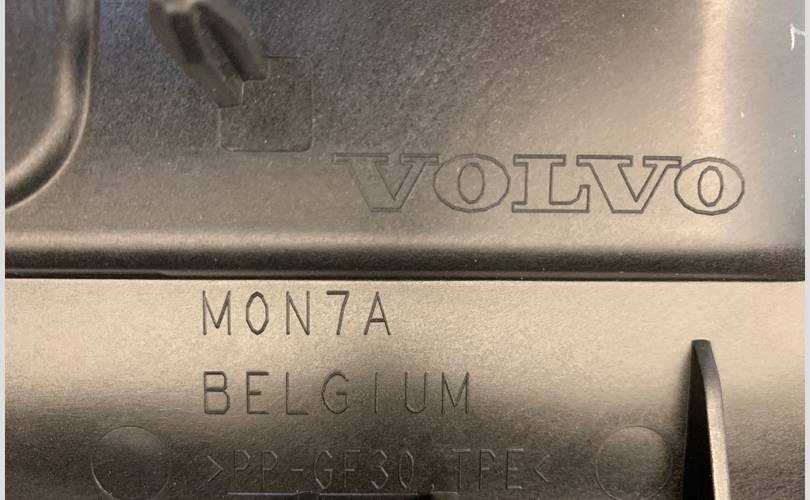 VOLVO
MON7A
BELGIUM
>PP-GF30,TPE<